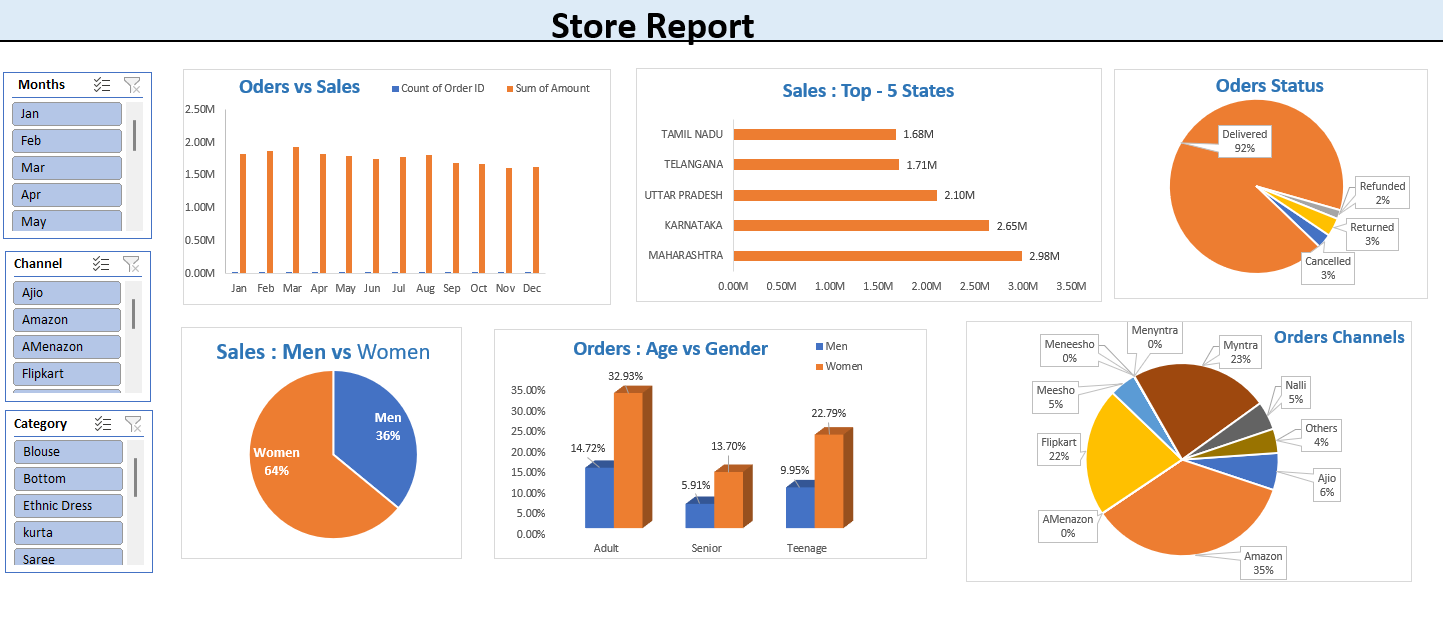 Store Report
Months
Jan
Feb
Mar
Apr
May
Channel
Ajio
Amazon
AMenazon
Flipkart
Category
Blouse
Bottom
Ethnic Dress
kurta
Saree
Oders vs Sales
Count of Order ID
Sum of Amount
2.50M
2.00M
1.50M
1.00M
0.50M
0.00M
Jan Feb Mar Apr May Jun Jul Aug Sep Oct Nov Dec
Sales : Top - 5 States
TAMIL NADU 1.68M
TELANGANA 1.71M
UTTAR PRADESH 2.10M
KARNATAKA 2.65M
MAHARASHTRA 2.98M
0.00M 0.50M 1.00M 1.50M 2.00M 2.50M 3.00M 3.50M
Oders Status
Delivered
92%
Refunded
2%
Returned
3%
Cancelled
3%
Sales : Men vs Women
Men
36%
Women
64%
Orders : Age vs Gender
Men
Women
35.00%
30.00%
25.00%
20.00%
15.00%
10.00%
5.00%
0.00%
14.72%
32.93%
5.91%
13.70%
9.95%
22.79%
Adult Senior Teenage
Orders Channels
Menyntra
0%
Meneesho
0%
Myntra
23%
Meesho
5%
Nalli
5%
Others
4%
Flipkart
22%
Ajio
6%
AMenazon
0%
Amazon
35%